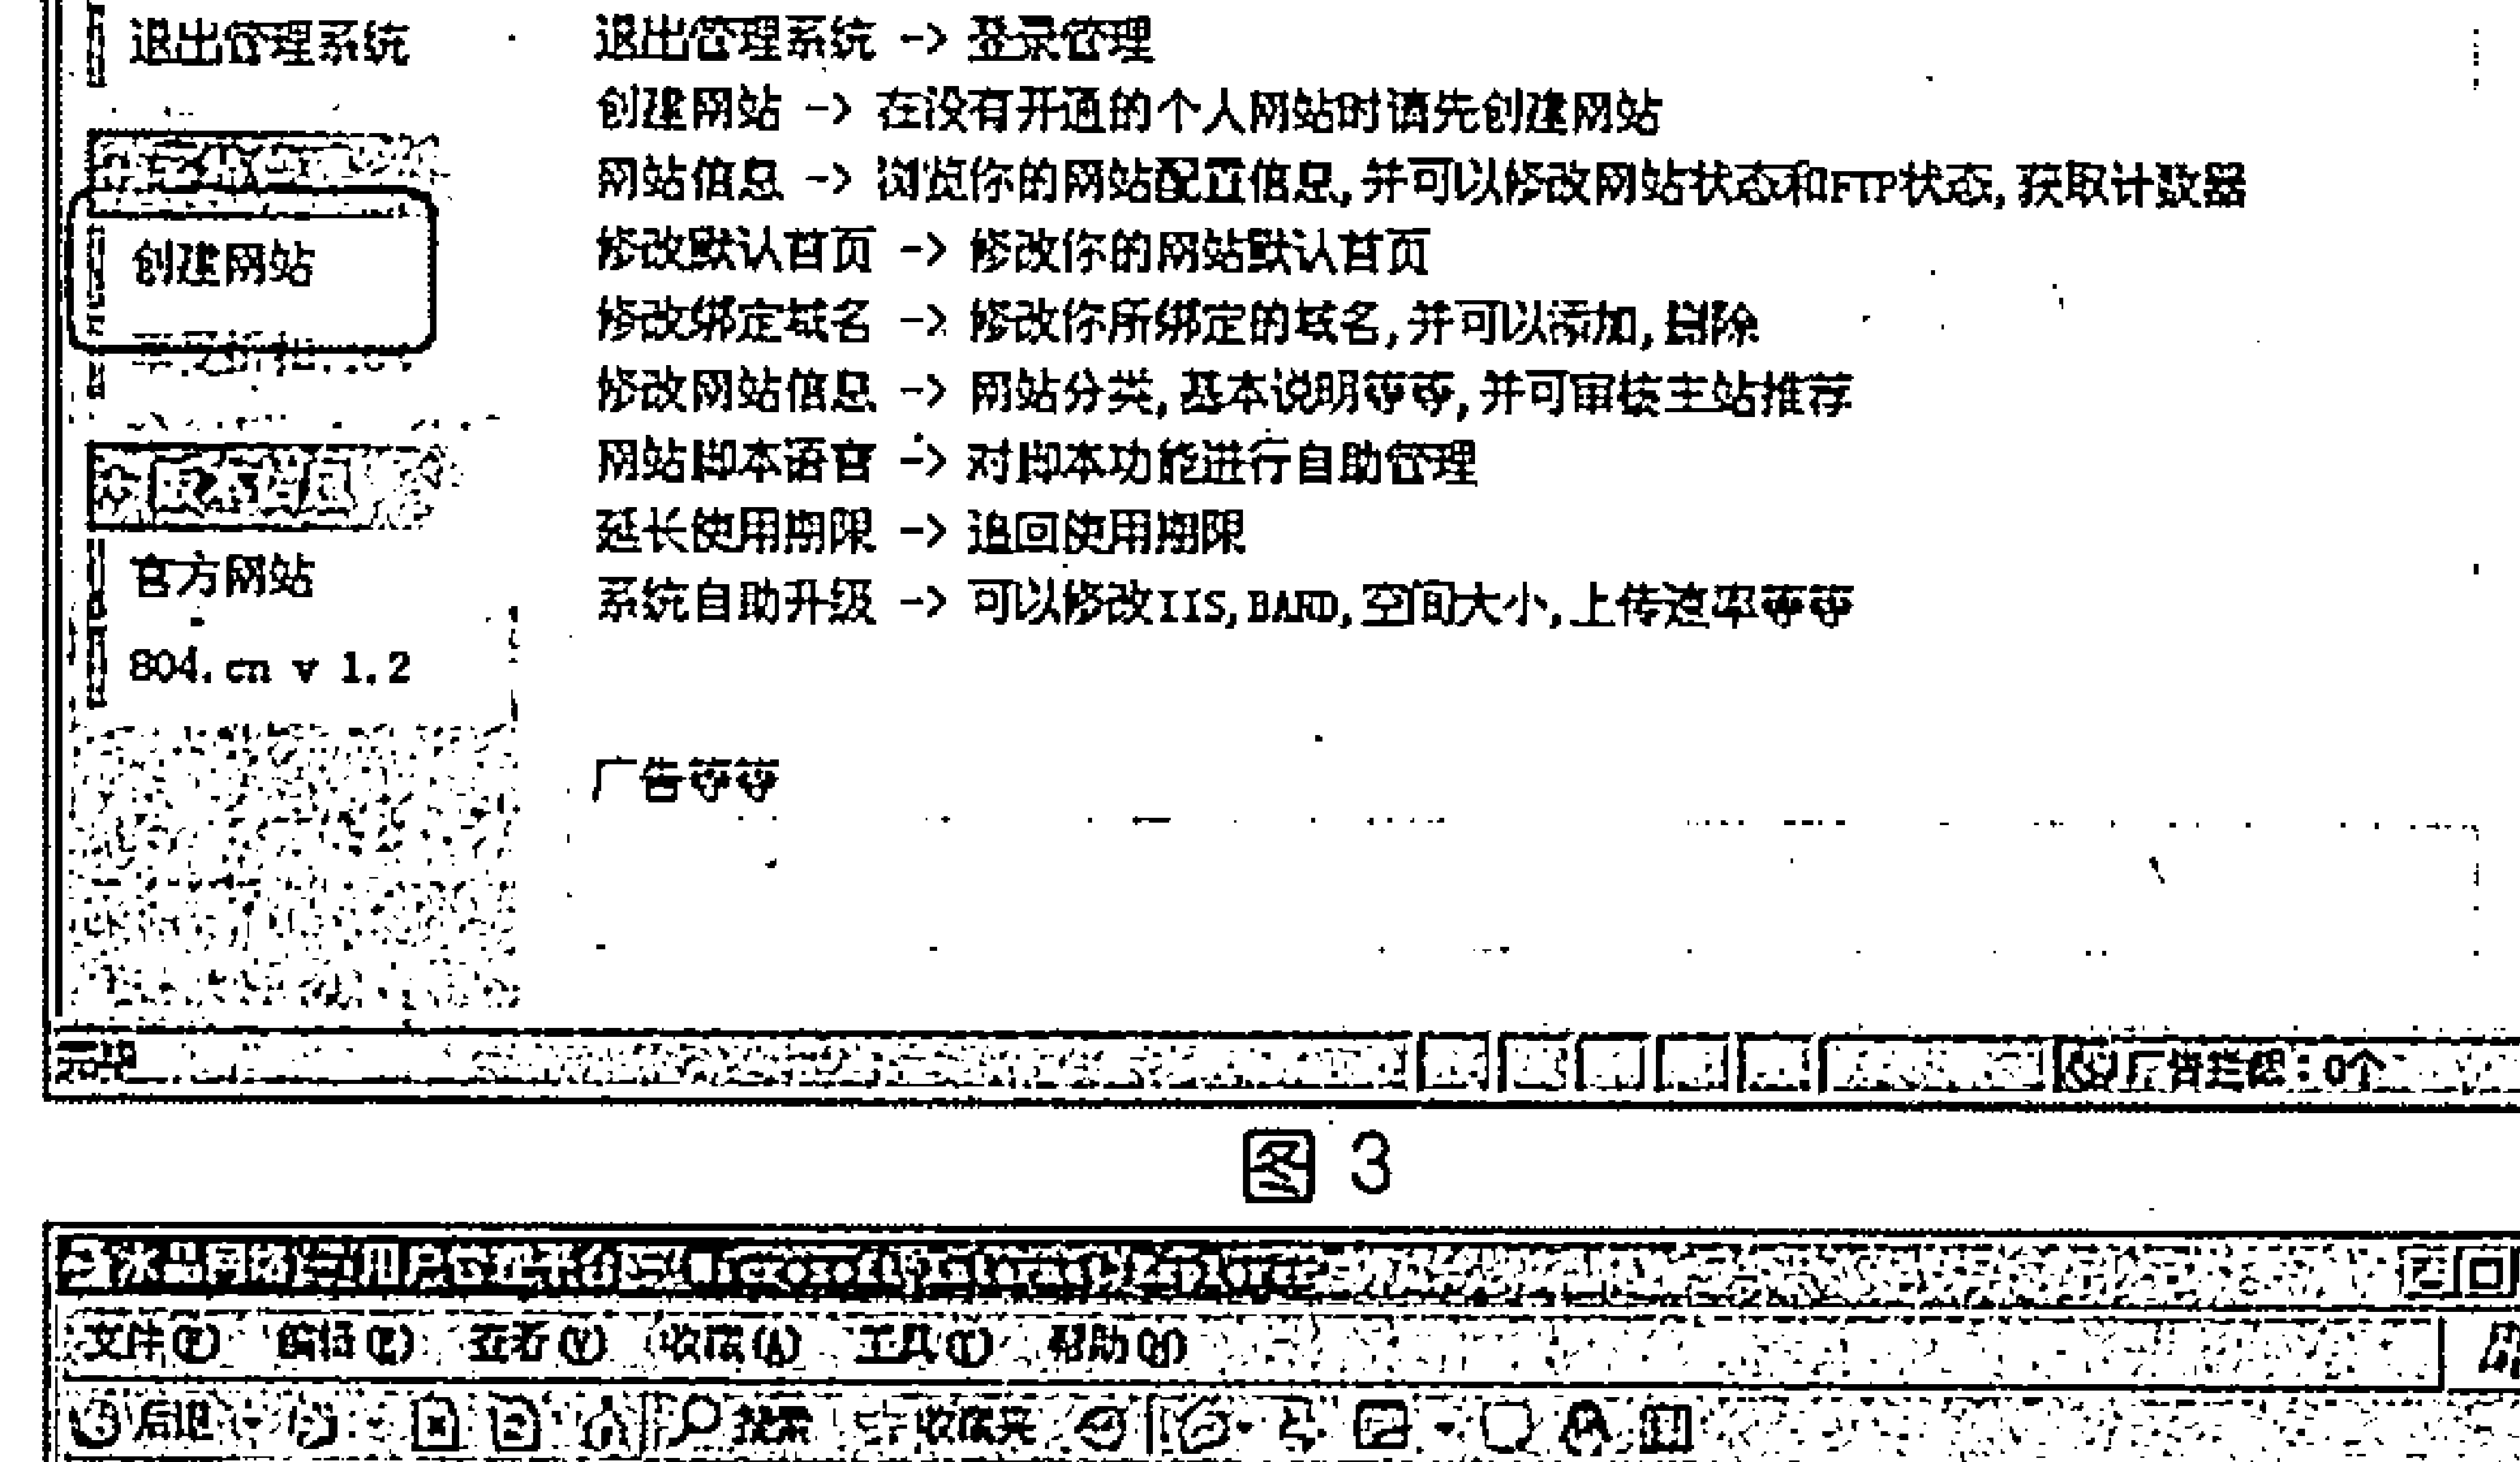 退出管理系统
退出管理系统 -> 登录管理
创建网站 -> 在没有开通的个人网站时请先创建网站
网站信息 -> 浏览你的网站配置信息,并可以修改网站状态和FTP状态,获取计数器
创建网站
修改默认首页 -> 修改你的网站默认首页
修改绑定域名 -> 修改你所绑定的域名,并可以添加,删除
修改网站信息 -> 网站分类,基本说明等等,并可审核主站推荐
网站脚本语言 -> 对脚本功能进行自助管理
版本信息
延长使用期限 -> 追回使用期限
官方网站
系统自助升级 -> 可以修改IIS,BAND,空间大小,上传速率等等
804.cn v 1.2
广告等等
广告拦截:0个
图 3
文件(F) 编辑(E) 查看(V) 收藏(A) 工具(T) 帮助(H)
后退 搜索 收藏夹